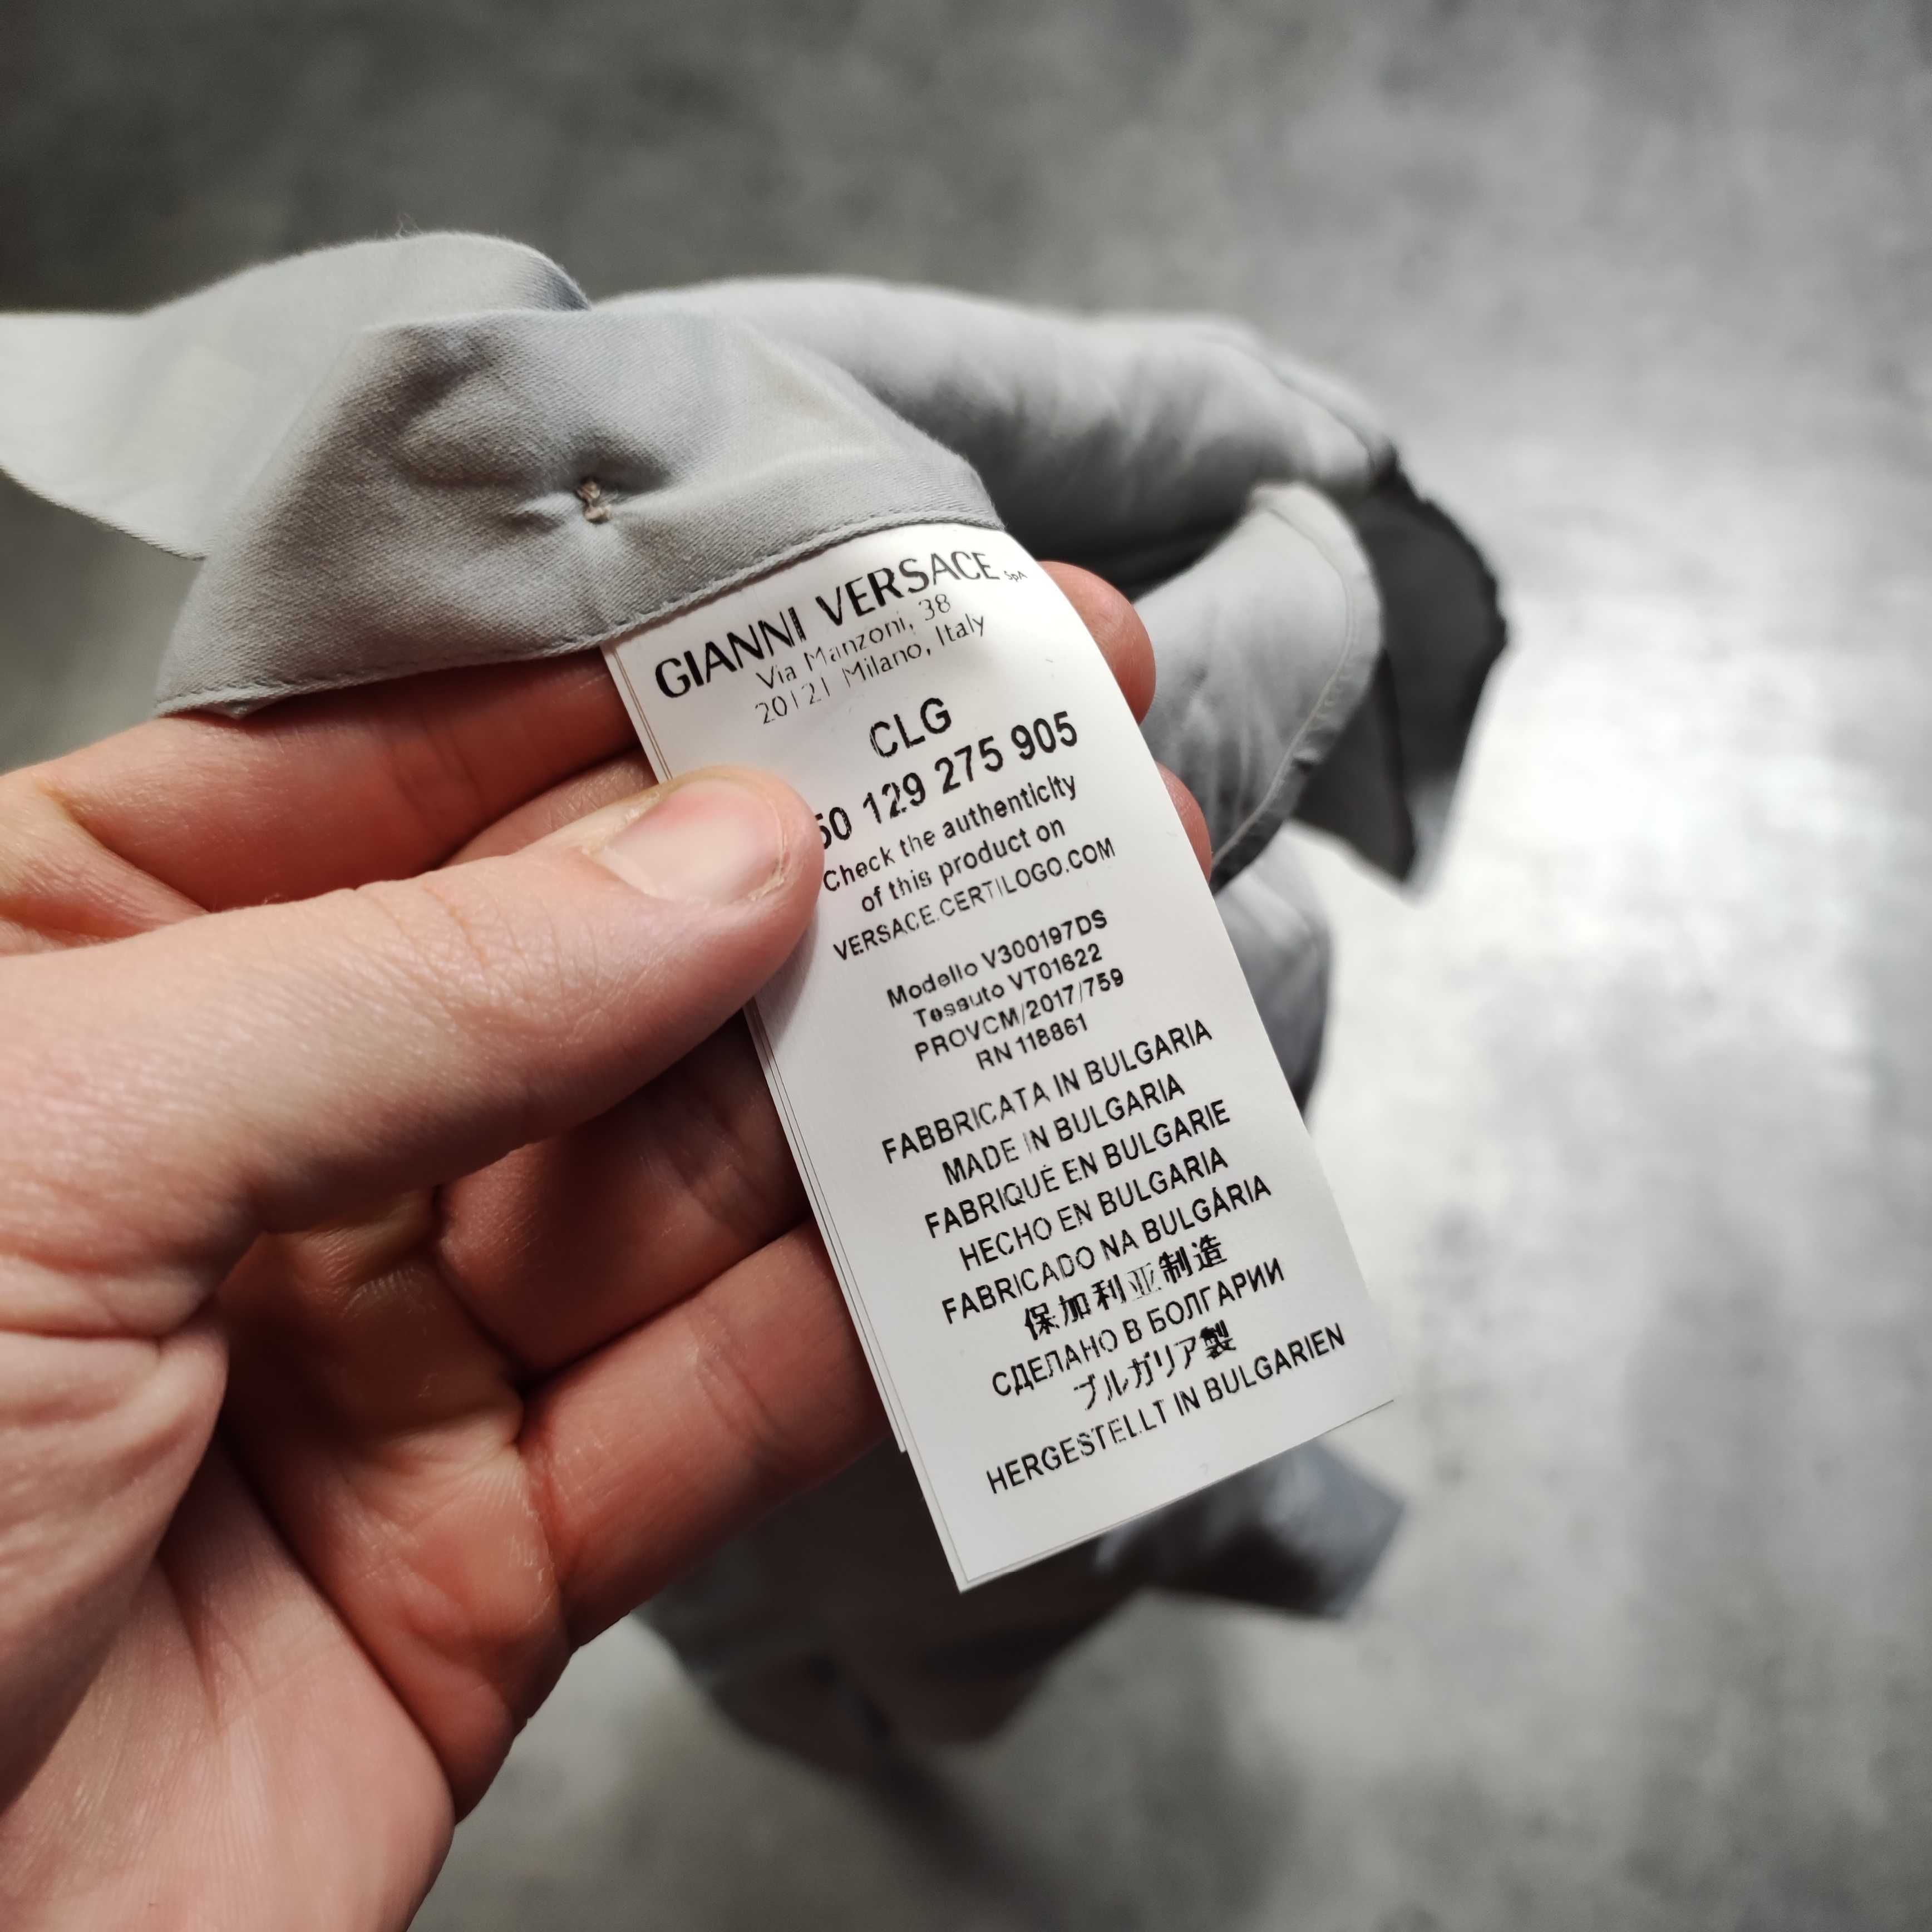 GIANNI VERSACE SpA
Via Manzoni, 38
20121 Milano, Italy
CLG
50 129 275 905
Check the authenticity
of this product on
VERSACE.CERTILOGO.COM
Modello V300197DS
Tessuto VT01622
PROVCM/2017/759
RN 118861
FABBRICATA IN BULGARIA
MADE IN BULGARIA
FABRIQUÉ EN BULGARIE
HECHO EN BULGARIA
FABRICADO NA BULGÁRIA
保加利亚制造
СДЕЛАНО В БОЛГАРИИ
ブルガリア製
HERGESTELLT IN BULGARIEN